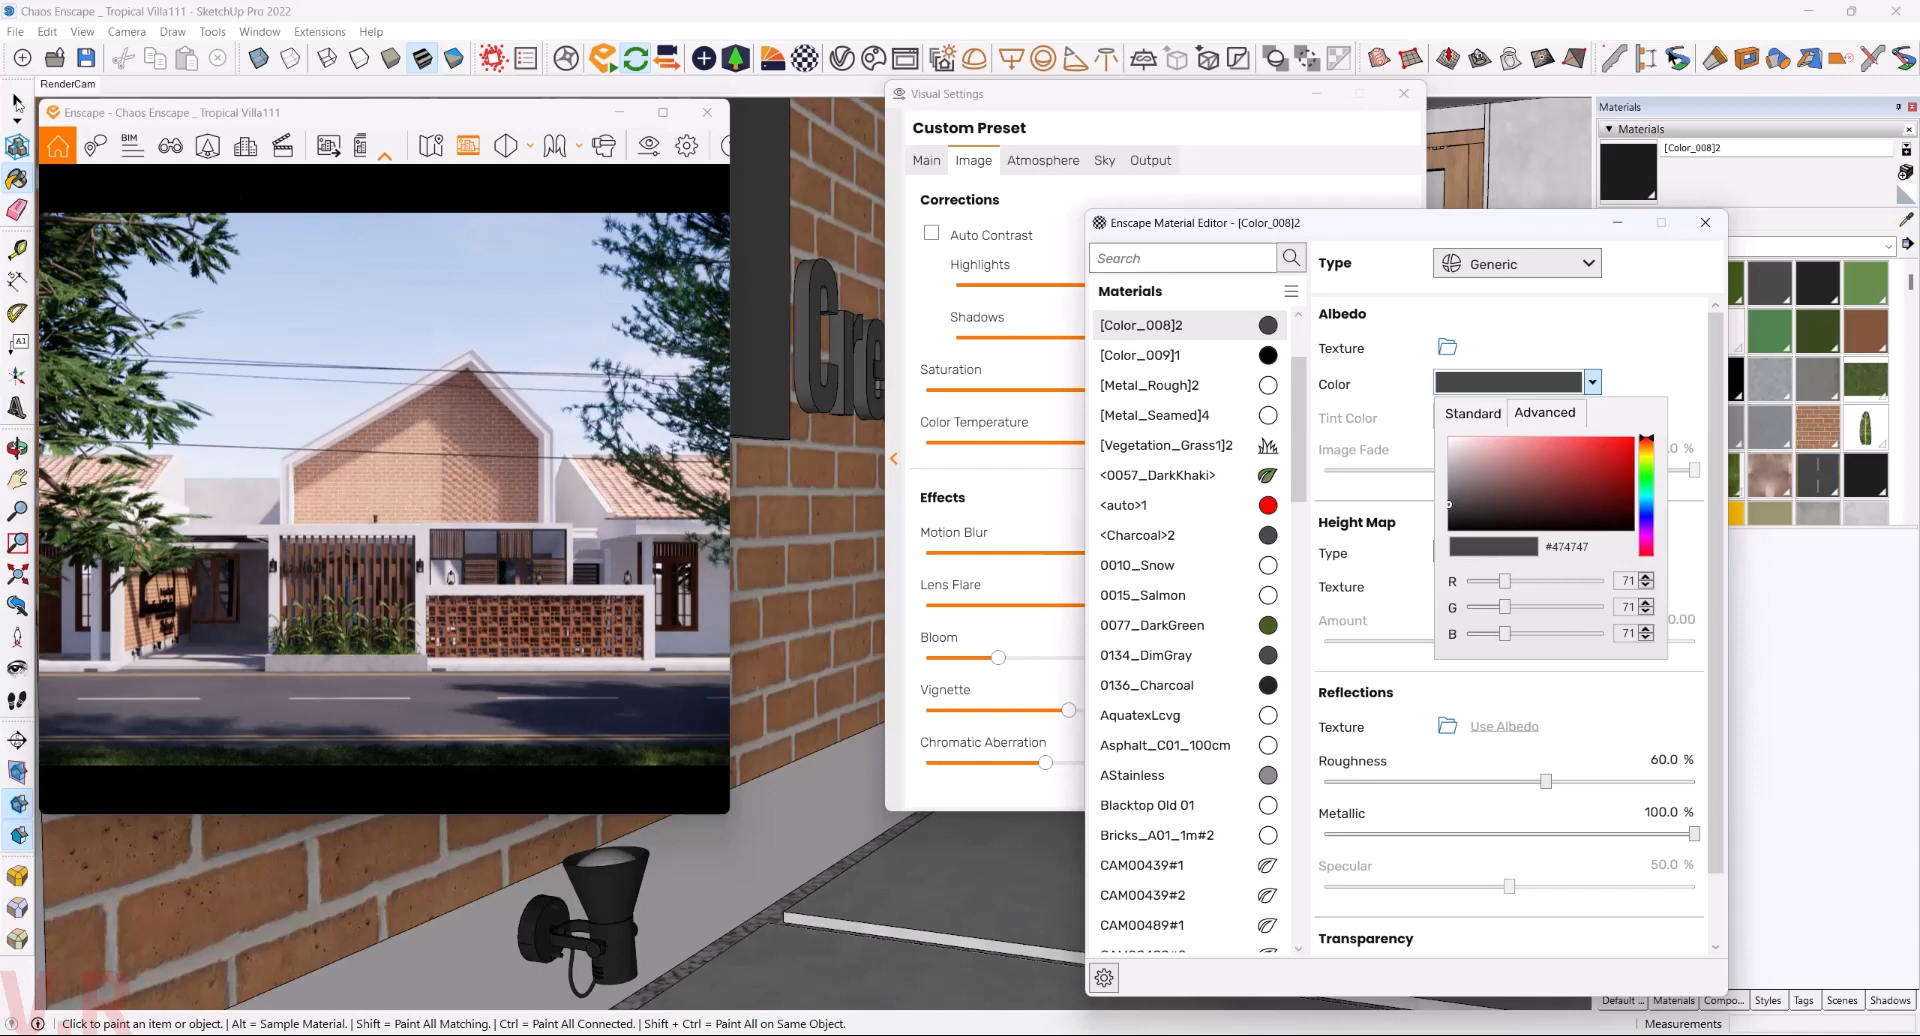 Chaos Enscape _ Tropical Villa111 - SketchUp Pro 2022
File Edit View Camera Draw Tools Window Extensions Help
RenderCam
Enscape - Chaos Enscape _ Tropical Villa111
BIM
A1
Cre
Visual Settings
Custom Preset
Main Image Atmosphere Sky Output
Corrections
Auto Contrast
Highlights
Shadows
Saturation
Color Temperature
Effects
Motion Blur
Lens Flare
Bloom
Vignette
Chromatic Aberration
Enscape Material Editor - [Color_008]2
Search
Materials
[Color_008]2
[Color_009]1
[Metal_Rough]2
[Metal_Seamed]4
[Vegetation_Grass1]2
<0057_DarkKhaki>
<auto>1
<Charcoal>2
0010_Snow
0015_Salmon
0077_DarkGreen
0134_DimGray
0136_Charcoal
AquatexLcvg
Asphalt_C01_100cm
AStainless
Blacktop Old 01
Bricks_A01_1m#2
CAM00439#1
CAM00439#2
CAM00489#1
Type Generic
Albedo
Texture
Color
Tint Color
Image Fade .0 %
Standard Advanced
#474747
R 71
G 71
B 71
Height Map
Type
Texture
Amount 0.00
Reflections
Texture Use Albedo
Roughness 60.0 %
Metallic 100.0 %
Specular 50.0 %
Transparency
Materials
Materials
[Color_008]2
Default ... Materials Compo... Styles Tags Scenes Shadows
Click to paint an item or object. | Alt = Sample Material. | Shift = Paint All Matching. | Ctrl = Paint All Connected. | Shift + Ctrl = Paint All on Same Object.
Measurements